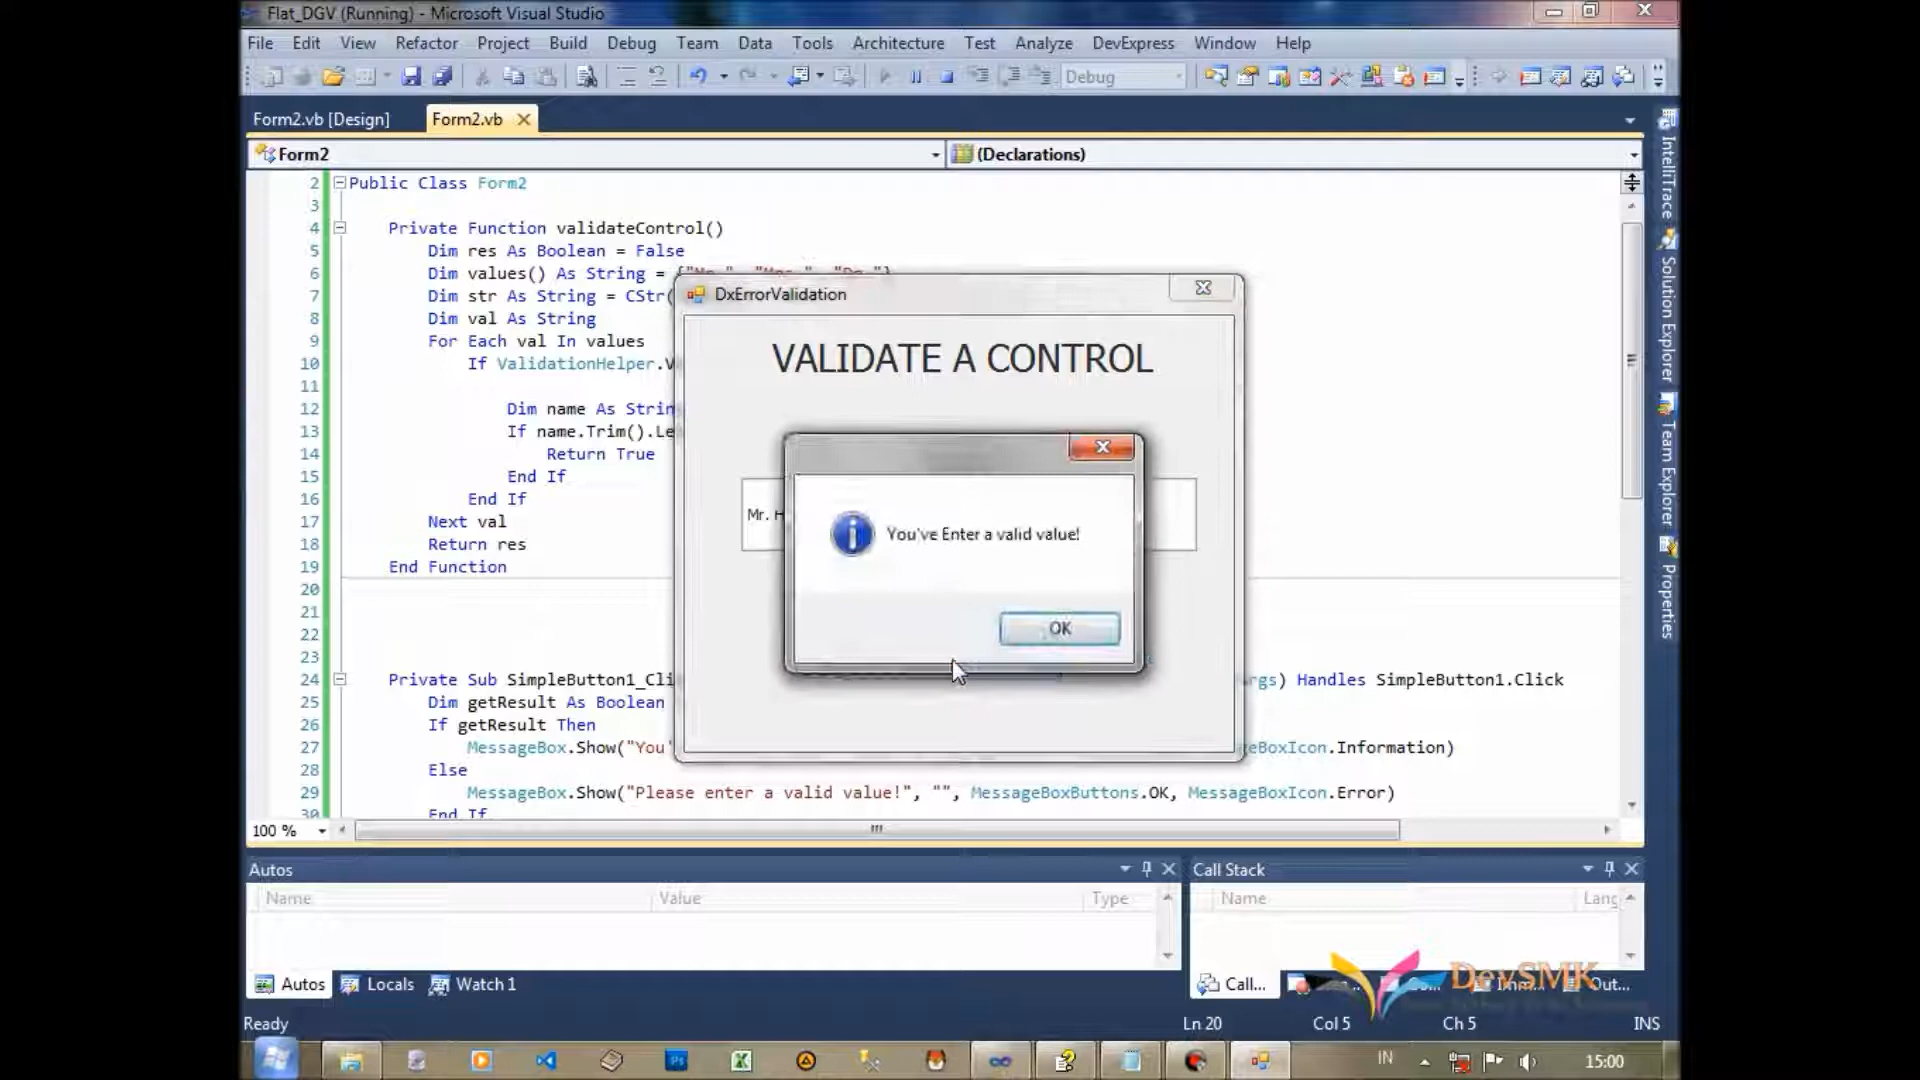 Flat_DGV (Running) - Microsoft Visual Studio
File Edit View Refactor Project Build Debug Team Data Tools Architecture Test Analyze DevExpress Window Help
Debug
Form2.vb [Design] Form2.vb
Form2 (Declarations)
2 Public Class Form2
3
4 Private Function validateControl()
5 Dim res As Boolean = False
6 Dim values() As String = {"Mr.", "Mrs.", "Dr."}
7 Dim str As String = CStr(
8 Dim val As String
9 For Each val In values
10 If ValidationHelper.V
11
12 Dim name As Strin
13 If name.Trim().Le
14 Return True
15 End If
16 End If
17 Next val
18 Return res
19 End Function
20
21
22
23
24 Private Sub SimpleButton1_Cli gs) Handles SimpleButton1.Click
25 Dim getResult As Boolean
26 If getResult Then
27 MessageBox.Show("You' eBoxIcon.Information)
28 Else
29 MessageBox.Show("Please enter a valid value!", "", MessageBoxButtons.OK, MessageBoxIcon.Error)
30 End If
DxErrorValidation
VALIDATE A CONTROL
Mr. H
You've Enter a valid value!
OK
IntelliTrace
Solution Explorer
Team Explorer
Properties
100 %
Autos
Name Value Type
Autos Locals Watch 1
Call Stack
Name Lang
Call... Imm... Out...
DevSMK
Ready Ln 20 Col 5 Ch 5 INS
IN 15:00